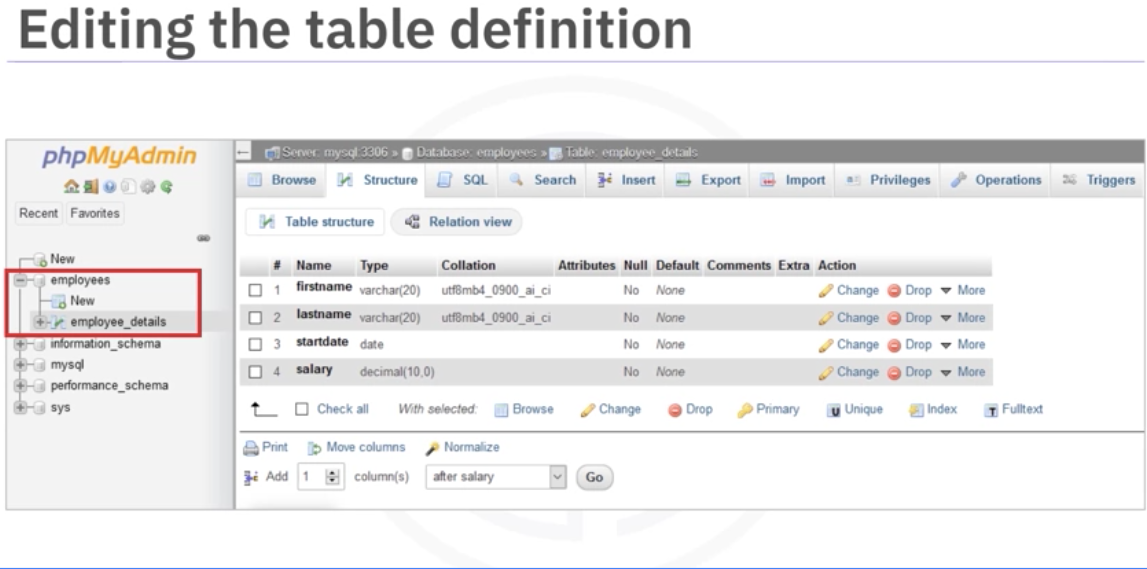 Editing the table definition
phpMyAdmin
Recent Favorites
New
employees
New
employee_details
information_schema
mysql
performance_schema
sys
Server: mysql:3306 » Database: employees » Table: employee_details
Browse Structure SQL Search Insert Export Import Privileges Operations Triggers
Table structure Relation view
# Name Type Collation Attributes Null Default Comments Extra Action
1 firstname varchar(20) utf8mb4_0900_ai_ci No None Change Drop More
2 lastname varchar(20) utf8mb4_0900_ai_ci No None Change Drop More
3 startdate date No None Change Drop More
4 salary decimal(10,0) No None Change Drop More
Check all With selected: Browse Change Drop Primary Unique Index Fulltext
Print Move columns Normalize
Add 1 column(s) after salary Go